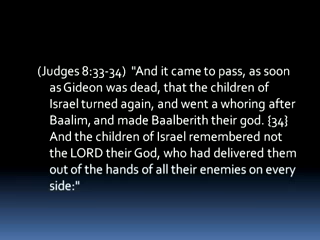 (Judges 8:33-34)  "And it came to pass, as soon
as Gideon was dead, that the children of
Israel turned again, and went a whoring after
Baalim, and made Baalberith their god. {34}
And the children of Israel remembered not
the LORD their God, who had delivered them
out of the hands of all their enemies on every
side:"